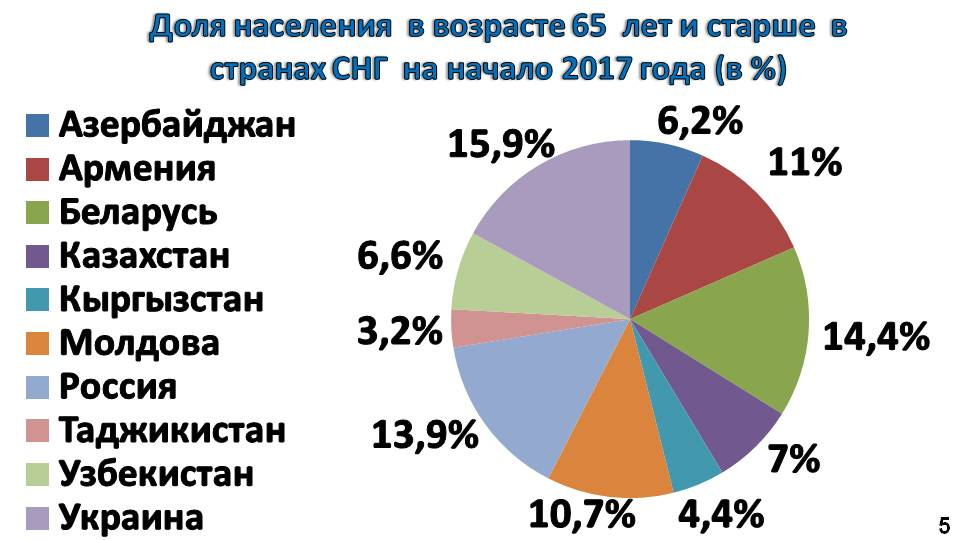 Доля населения в возрасте 65 лет и старше в
странах СНГ на начало 2017 года (в %)
Азербайджан
Армения
Беларусь
Казахстан
Кыргызстан
Молдова
Россия
Таджикистан
Узбекистан
Украина
6,2%
11%
14,4%
7%
4,4%
10,7%
13,9%
3,2%
6,6%
15,9%
5